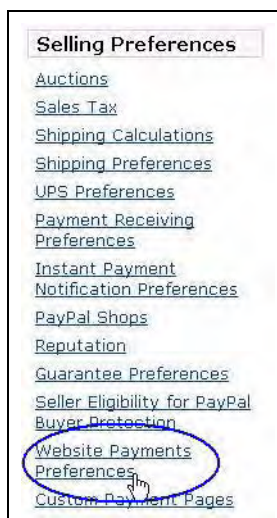 Selling Preferences
Auctions
Sales Tax
Shipping Calculations
Shipping Preferences
UPS Preferences
Payment Receiving
Preferences
Instant Payment
Notification Preferences
PayPal Shops
Reputation
Guarantee Preferences
Seller Eligibility for PayPal
Buyer Protection
Website Payments
Preferences
Custom Payment Pages